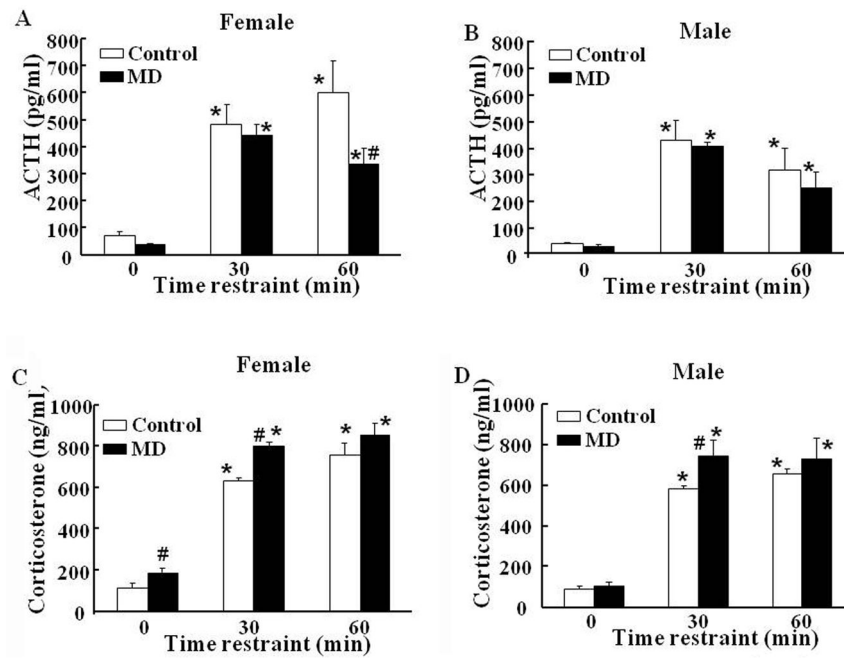 A
Female
800
700
600
500
400
300
200
100
0
ACTH (pg/ml)
Control
MD
*
*
*
*#
0 30 60
Time restraint (min)
B
Male
800
700
600
500
400
300
200
100
0
ACTH (pg/ml)
Control
MD
*
*
*
*
0 30 60
Time restraint (min)
C
Female
1000
800
600
400
200
0
Corticosterone (ng/ml,
Control
MD
#
*
# *
*
*
0 30 60
Time restraint (min)
D
Male
1000
800
600
400
200
0
Corticosterone (ng/ml)
Control
MD
*
# *
*
*
0 30 60
Time restraint (min)